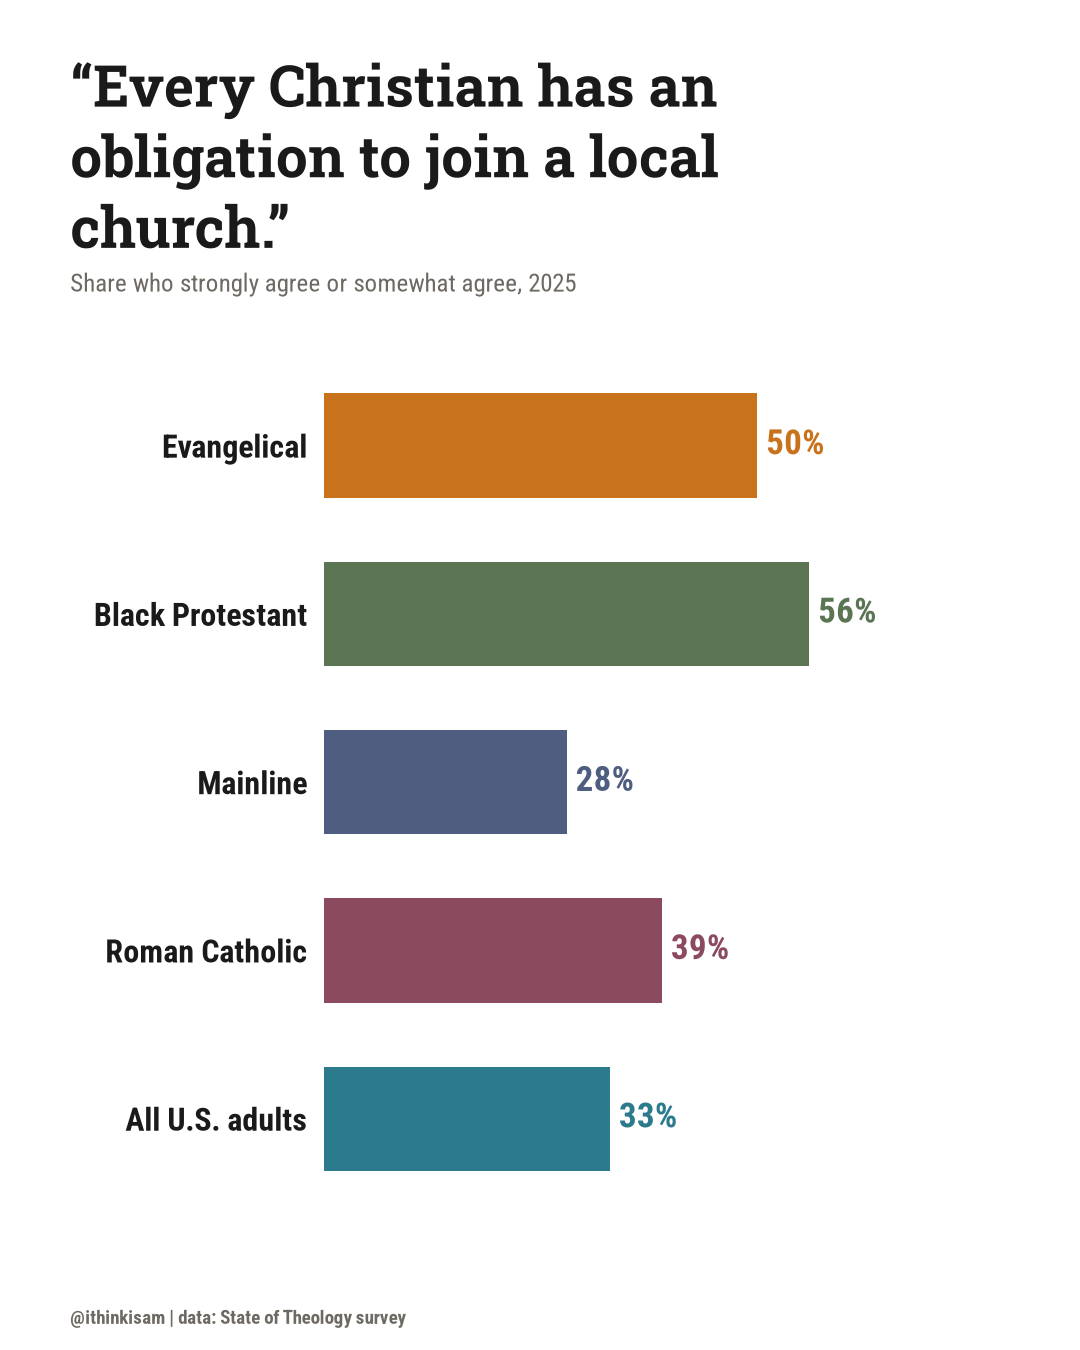 “Every Christian has an
obligation to join a local
church.”
Share who strongly agree or somewhat agree, 2025
Evangelical 50%
Black Protestant 56%
Mainline 28%
Roman Catholic 39%
All U.S. adults 33%
@ithinkisam | data: State of Theology survey